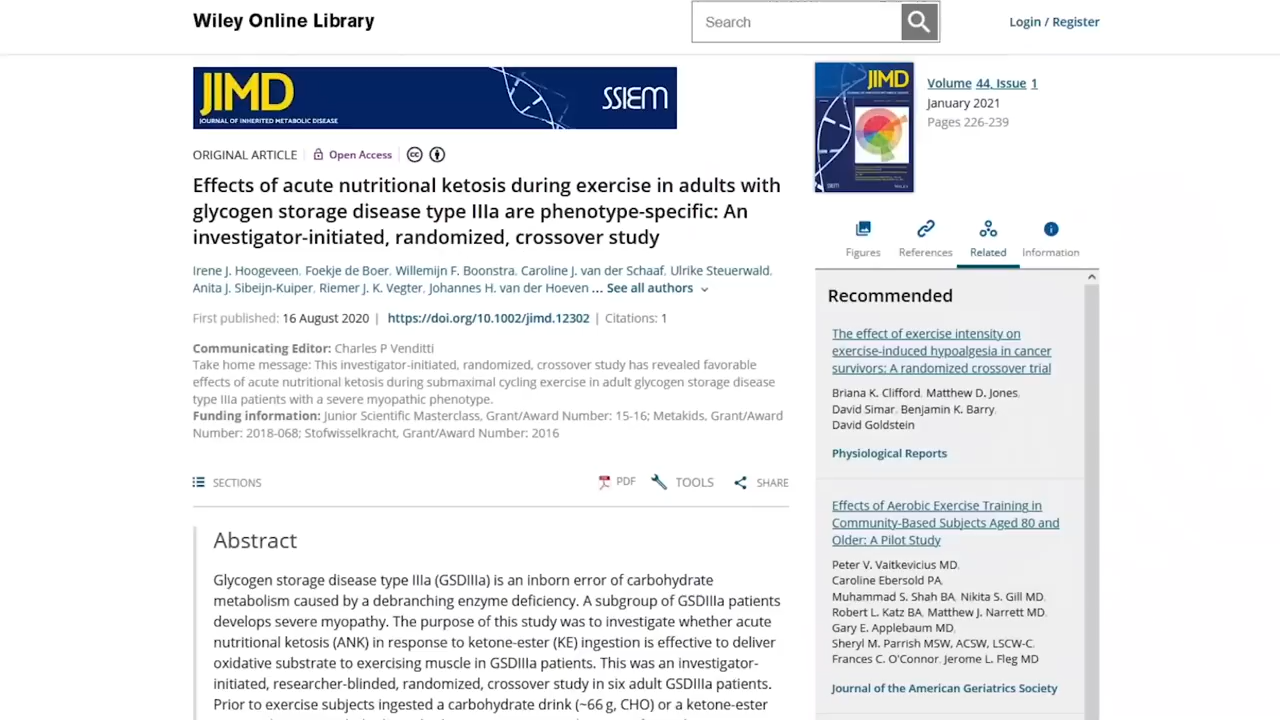 Wiley Online Library
Search
Login / Register
JIMD
JOURNAL OF INHERITED METABOLIC DISEASE
SSIEM
ORIGINAL ARTICLE
Open Access
Effects of acute nutritional ketosis during exercise in adults with
glycogen storage disease type IIIa are phenotype-specific: An
investigator-initiated, randomized, crossover study
Irene J. Hoogeveen, Foekje de Boer, Willemijn F. Boonstra, Caroline J. van der Schaaf, Ulrike Steuerwald,
Anita J. Sibeijn-Kuiper, Riemer J. K. Vegter, Johannes H. van der Hoeven ... See all authors
First published: 16 August 2020 | https://doi.org/10.1002/jimd.12302 | Citations: 1
Communicating Editor: Charles P Venditti
Take home message: This investigator-initiated, randomized, crossover study has revealed favorable
effects of acute nutritional ketosis during submaximal cycling exercise in adult glycogen storage disease
type IIIa patients with a severe myopathic phenotype.
Funding information: Junior Scientific Masterclass, Grant/Award Number: 15-16; Metakids, Grant/Award
Number: 2018-068; Stofwisselkracht, Grant/Award Number: 2016
SECTIONS
PDF
TOOLS
SHARE
Abstract
Glycogen storage disease type IIIa (GSDIIIa) is an inborn error of carbohydrate
metabolism caused by a debranching enzyme deficiency. A subgroup of GSDIIIa patients
develops severe myopathy. The purpose of this study was to investigate whether acute
nutritional ketosis (ANK) in response to ketone-ester (KE) ingestion is effective to deliver
oxidative substrate to exercising muscle in GSDIIIa patients. This was an investigator-
initiated, researcher-blinded, randomized, crossover study in six adult GSDIIIa patients.
Prior to exercise subjects ingested a carbohydrate drink (~66 g, CHO) or a ketone-ester
JIMD
Volume 44, Issue 1
January 2021
Pages 226-239
Figures
References
Related
Information
Recommended
The effect of exercise intensity on
exercise-induced hypoalgesia in cancer
survivors: A randomized crossover trial
Briana K. Clifford, Matthew D. Jones,
David Simar, Benjamin K. Barry,
David Goldstein
Physiological Reports
Effects of Aerobic Exercise Training in
Community-Based Subjects Aged 80 and
Older: A Pilot Study
Peter V. Vaitkevicius MD,
Caroline Ebersold PA,
Muhammad S. Shah BA, Nikita S. Gill MD,
Robert L. Katz BA, Matthew J. Narrett MD,
Gary E. Applebaum MD,
Sheryl M. Parrish MSW, ACSW, LSCW-C,
Frances C. O'Connor, Jerome L. Fleg MD
Journal of the American Geriatrics Society